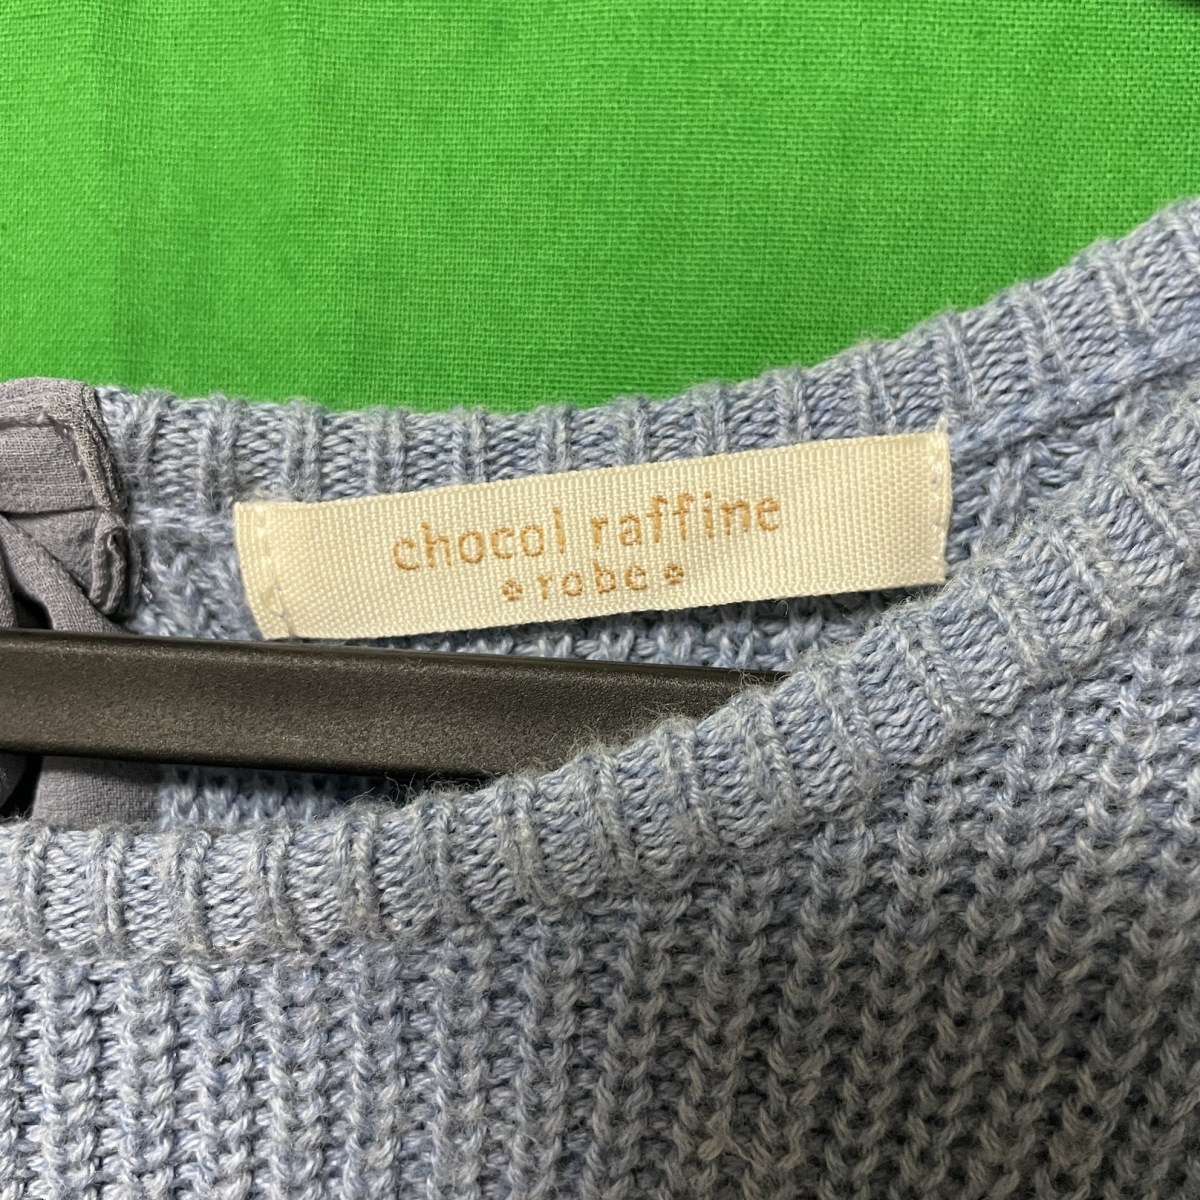 chocol raffine
robe